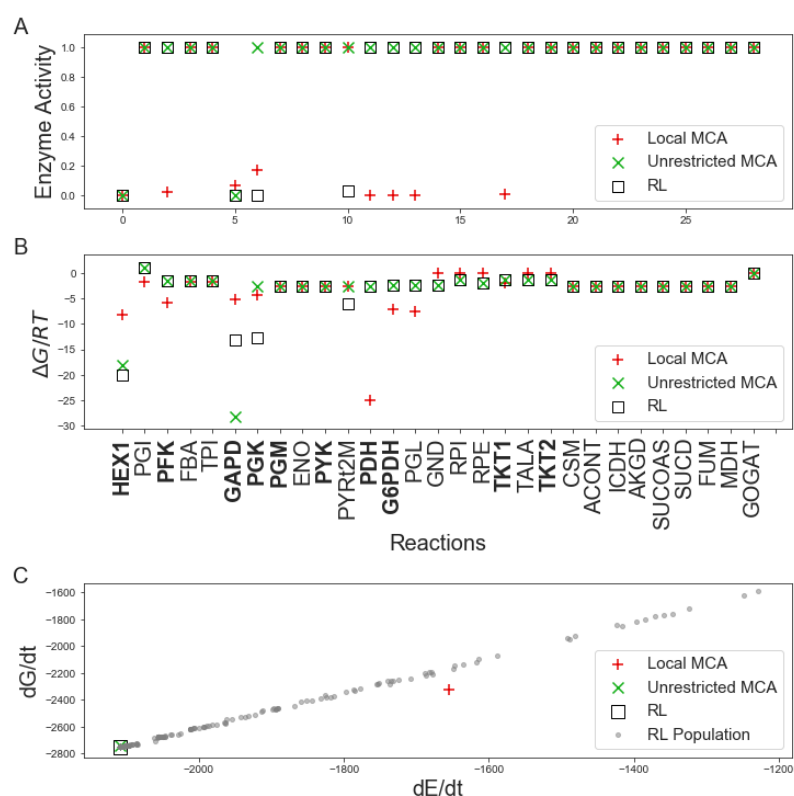 A
Enzyme Activity
1.0
0.8
0.6
0.4
0.2
0.0
Local MCA
Unrestricted MCA
RL
0 5 10 15 20 25
B
ΔG/RT
0
−5
−10
−15
−20
−25
−30
Local MCA
Unrestricted MCA
RL
HEX1
PGI
PFK
FBA
TPI
GAPD
PGK
PGM
ENO
PYK
PYRt2M
PDH
G6PDH
PGL
GND
RPI
RPE
TKT1
TALA
TKT2
CSM
ACONT
ICDH
AKGD
SUCOAS
SUCD
FUM
MDH
GOGAT
Reactions
C
dG/dt
−1600
−1800
−2000
−2200
−2400
−2600
−2800
Local MCA
Unrestricted MCA
RL
RL Population
−2000 −1800 −1600 −1400 −1200
dE/dt